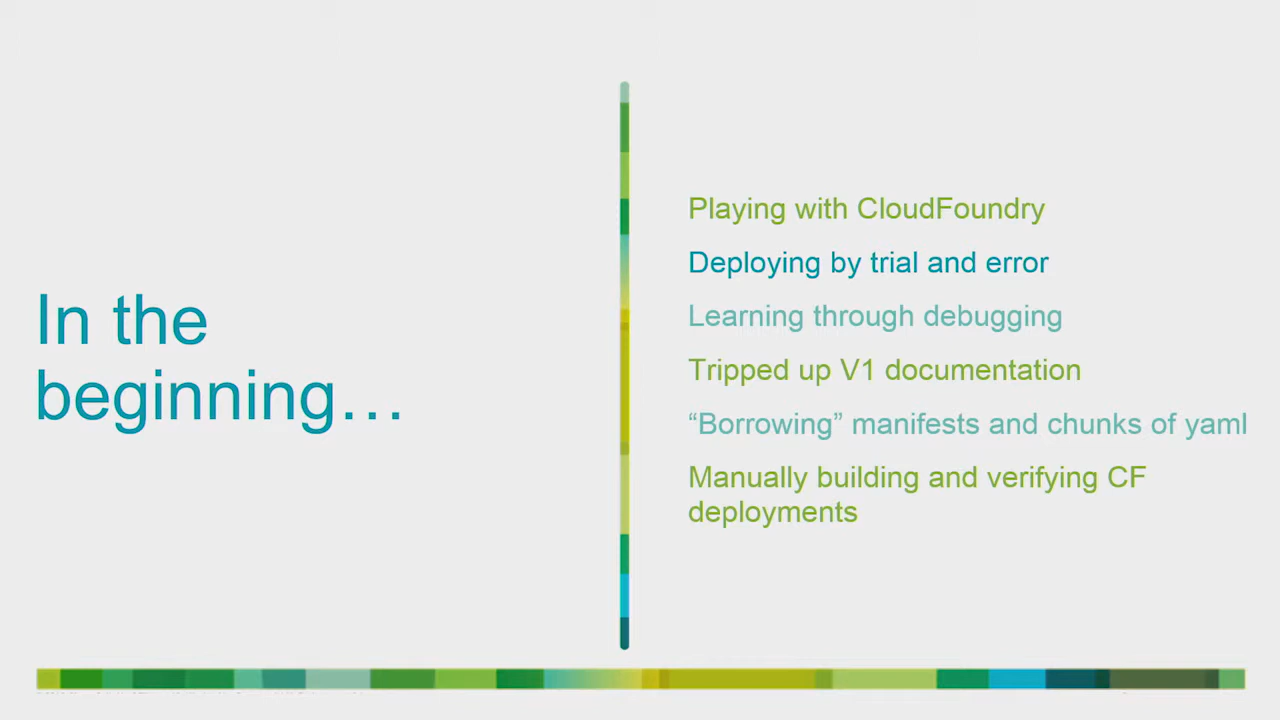 In the
beginning…
Playing with CloudFoundry
Deploying by trial and error
Learning through debugging
Tripped up V1 documentation
“Borrowing” manifests and chunks of yaml
Manually building and verifying CF
deployments